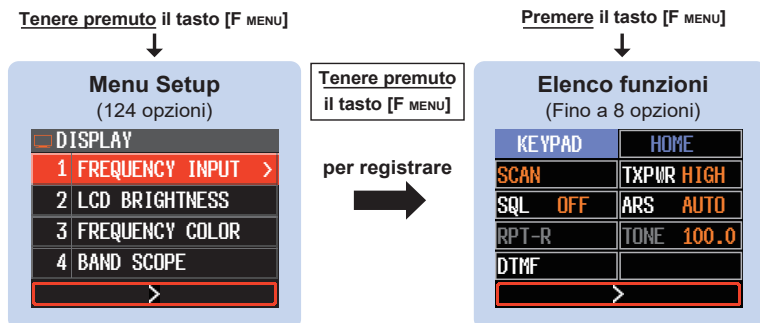 Tenere premuto il tasto [F MENU]
Menu Setup
(124 opzioni)
DISPLAY
1 FREQUENCY INPUT >
2 LCD BRIGHTNESS
3 FREQUENCY COLOR
4 BAND SCOPE
>
Tenere premuto
il tasto [F MENU]
per registrare
Premere il tasto [F MENU]
Elenco funzioni
(Fino a 8 opzioni)
KEYPAD HOME
SCAN TXPWR HIGH
SQL OFF ARS AUTO
RPT-R TONE 100.0
DTMF
>